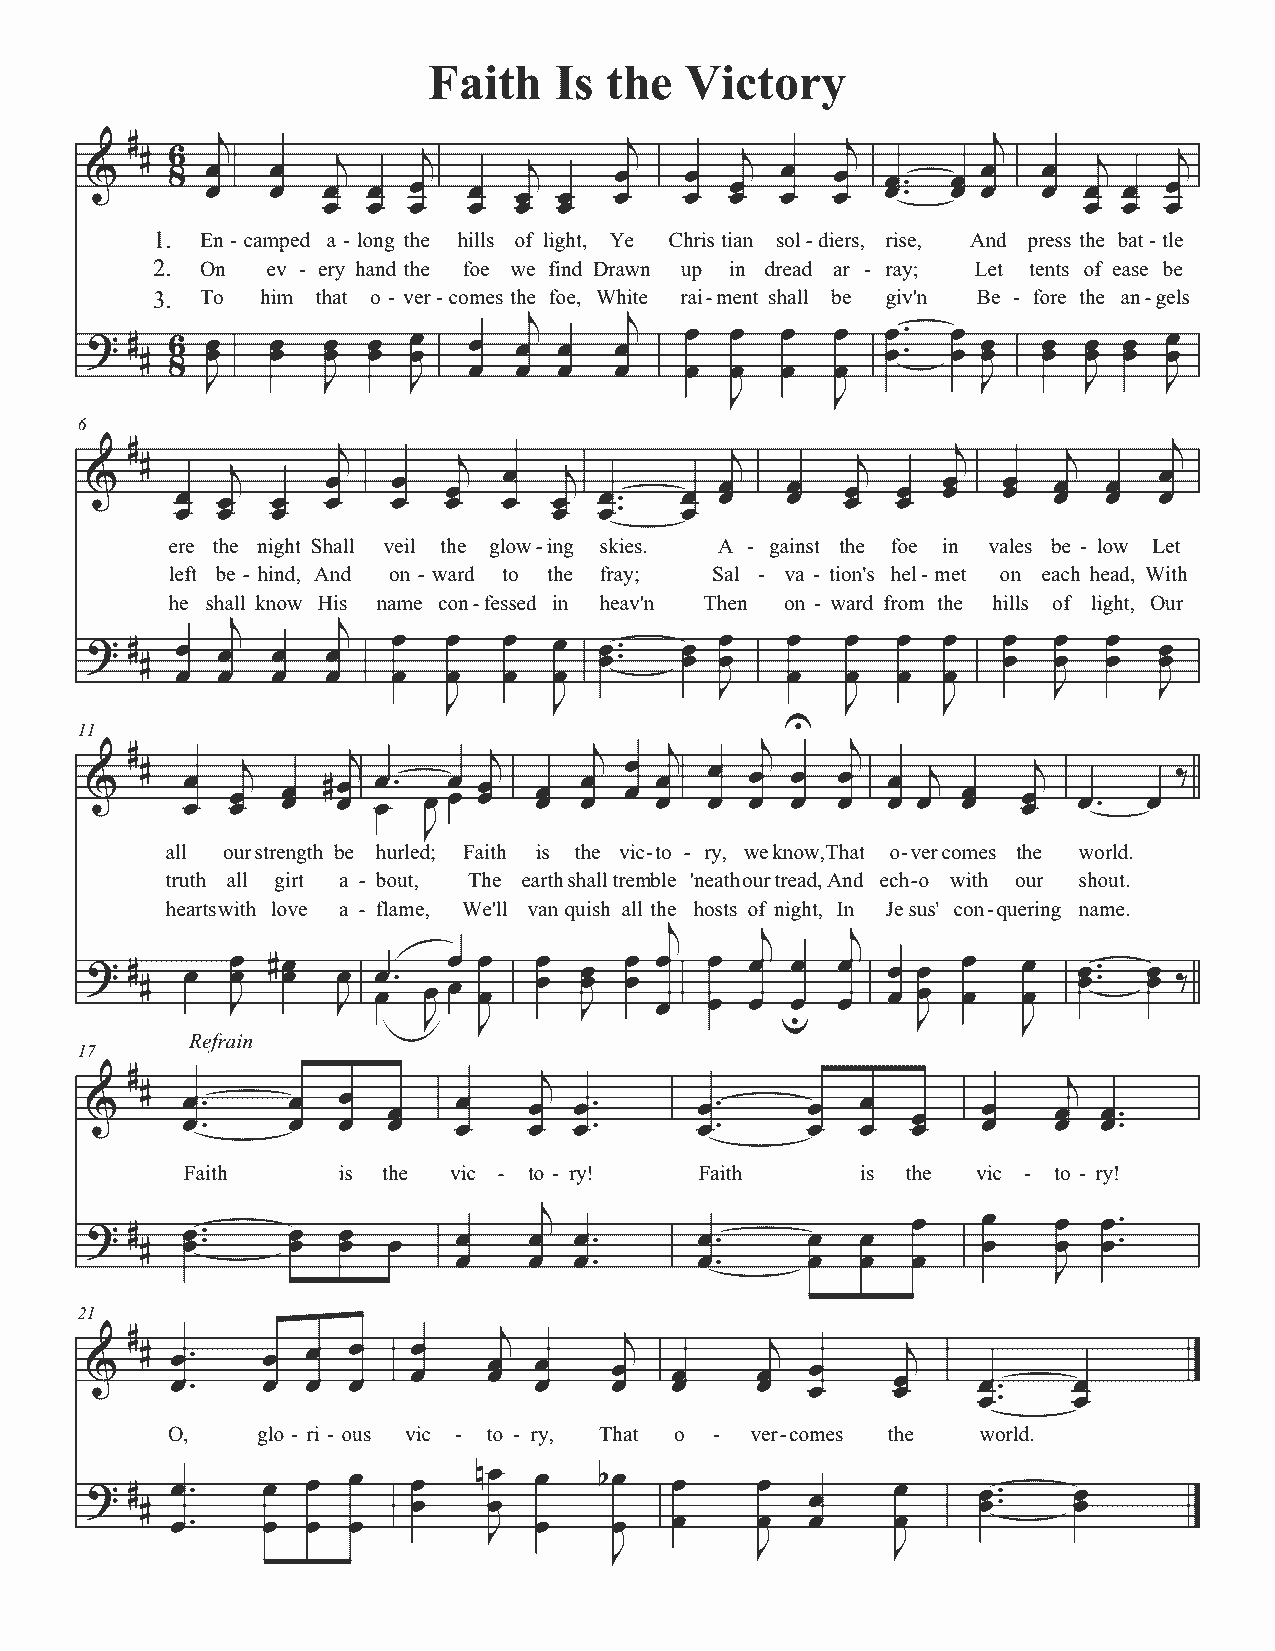 Faith Is the Victory
1. En - camped a - long the hills of light, Ye Chris tian sol - diers, rise, And press the bat - tle
2. On ev - ery hand the foe we find Drawn up in dread ar - ray; Let tents of ease be
3. To him that o - ver - comes the foe, White rai - ment shall be giv'n Be - fore the an - gels
6
ere the night Shall veil the glow - ing skies. A - gainst the foe in vales be - low Let
left be - hind, And on - ward to the fray; Sal - va - tion's hel - met on each head, With
he shall know His name con - fessed in heav'n Then on - ward from the hills of light, Our
11
all our strength be hurled; Faith is the vic - to - ry, we know, That o - ver comes the world.
truth all girt a - bout, The earth shall tremble 'neath our tread, And ech - o with our shout.
hearts with love a - flame, We'll van quish all the hosts of night, In Je sus' con - quering name.
17
Refrain
Faith is the vic - to - ry! Faith is the vic - to - ry!
21
O, glo - ri - ous vic - to - ry, That o - ver - comes the world.